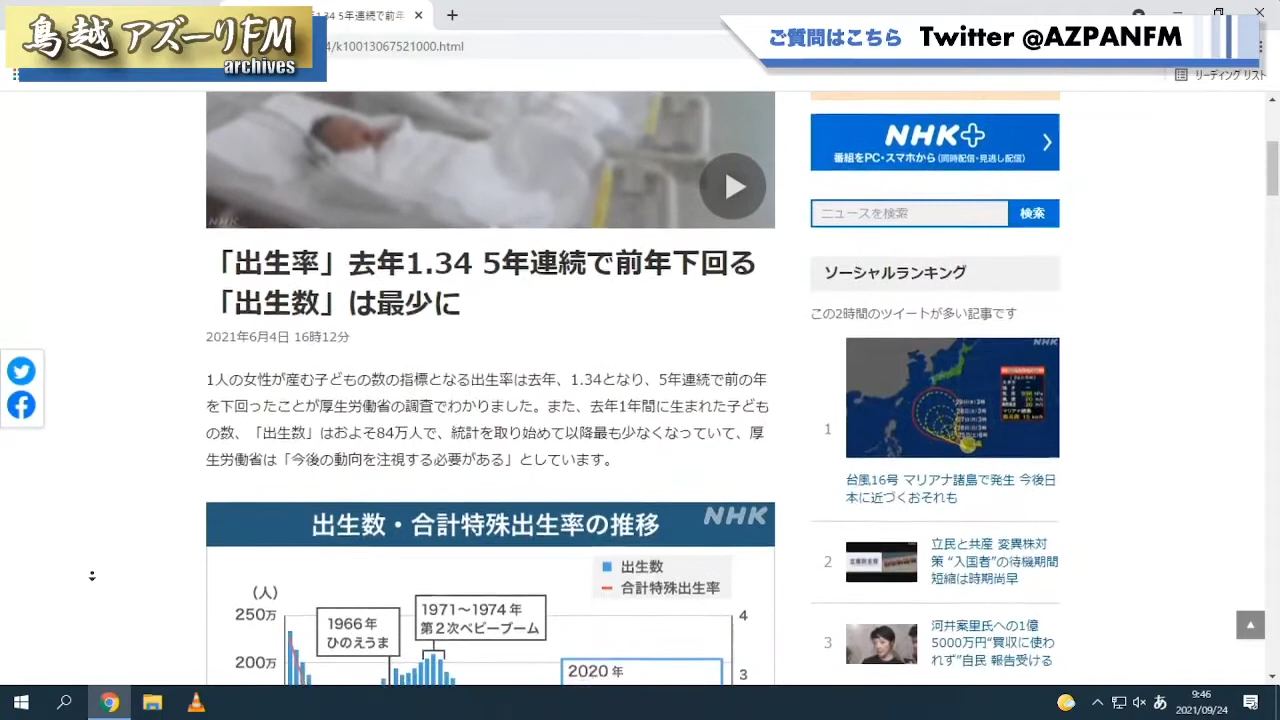 鳥越 アズーリFM
archives
1.34 5年連続で前年
4/k10013067521000.html
ご質問はこちら Twitter @AZPANFM
リーディング リスト
NHK
NHK+
番組をPC・スマホから (同時配信・見逃し配信)
ニュースを検索 検索
「出生率」去年1.34 5年連続で前年下回る
「出生数」は最少に
2021年6月4日 16時12分
1人の女性が産む子どもの数の指標となる出生率は去年、1.34となり、5年連続で前の年
を下回ったことが厚生労働省の調査でわかりました。また、去年1年間に生まれた子ども
の数、「出生数」はおよそ84万人で、統計を取り始めて以降最も少なくなっていて、厚
生労働省は「今後の動向を注視する必要がある」としています。
出生数・合計特殊出生率の推移 NHK
出生数
合計特殊出生率
(人)
250万
200万
4
3
1966年
ひのえうま
1971～1974年
第2次ベビーブーム
2020年
ソーシャルランキング
この2時間のツイートが多い記事です
NHK
1
台風16号 マリアナ諸島で発生 今後日
本に近づくおそれも
2
立民と共産 変異株対
策 “入国者”の待機期間
短縮は時期尚早
3
河井案里氏への1億
5000万円“買収に使わ
れず”自民 報告受ける
あ
9:46
2021/09/24